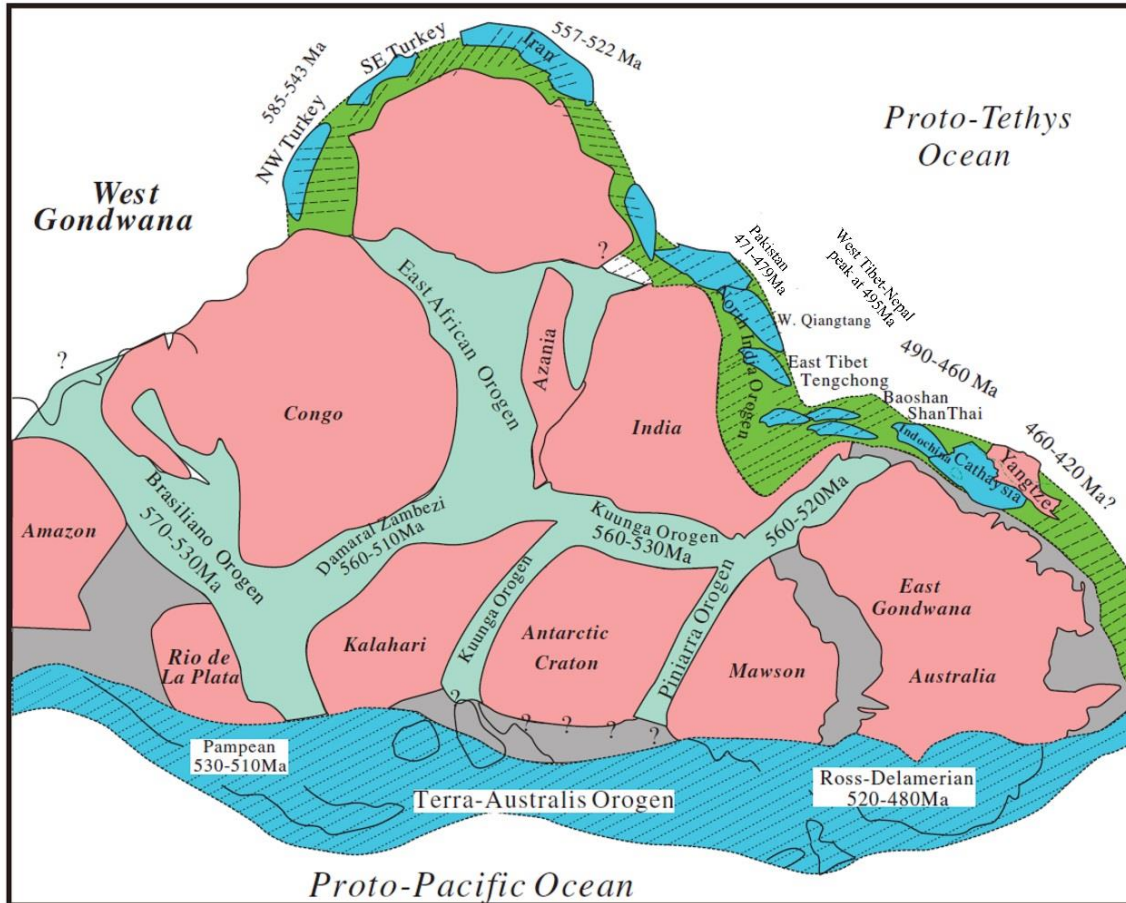 585-543 Ma
NW Turkey
SE Turkey
Iran
557-522 Ma
Proto-Tethys
Ocean
West
Gondwana
?
Pakistan
471-479Ma
West Tibet-Nepal
peak at 495Ma
North India Orogen
W. Qiangtang
East Tibet
Tengchong
490-460 Ma
Baoshan
ShanThai
Indochina
Cathaysia
Yangtze
460-420 Ma?
?
East African Orogen
Azania
Congo
India
Amazon
Brasiliano Orogen
570-530Ma
Damaral Zambezi
560-510Ma
Kuunga Orogen
560-530Ma
560-520Ma
Piniarra Orogen
Kuunga Orogen
East
Gondwana
Rio de
La Plata
Kalahari
Antarctic
Craton
Mawson
Australia
?
?
?
?
?
Pampean
530-510Ma
Terra-Australis Orogen
Ross-Delamerian
520-480Ma
Proto-Pacific Ocean